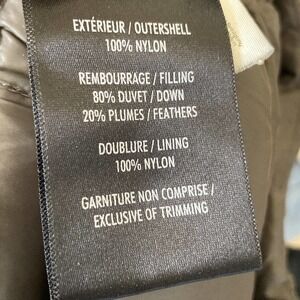 EXTÉRIEUR / OUTERSHELL
100% NYLON
REMBOURRAGE / FILLING
80% DUVET / DOWN
20% PLUMES / FEATHERS
DOUBLURE / LINING
100% NYLON
GARNITURE NON COMPRISE /
EXCLUSIVE OF TRIMMING